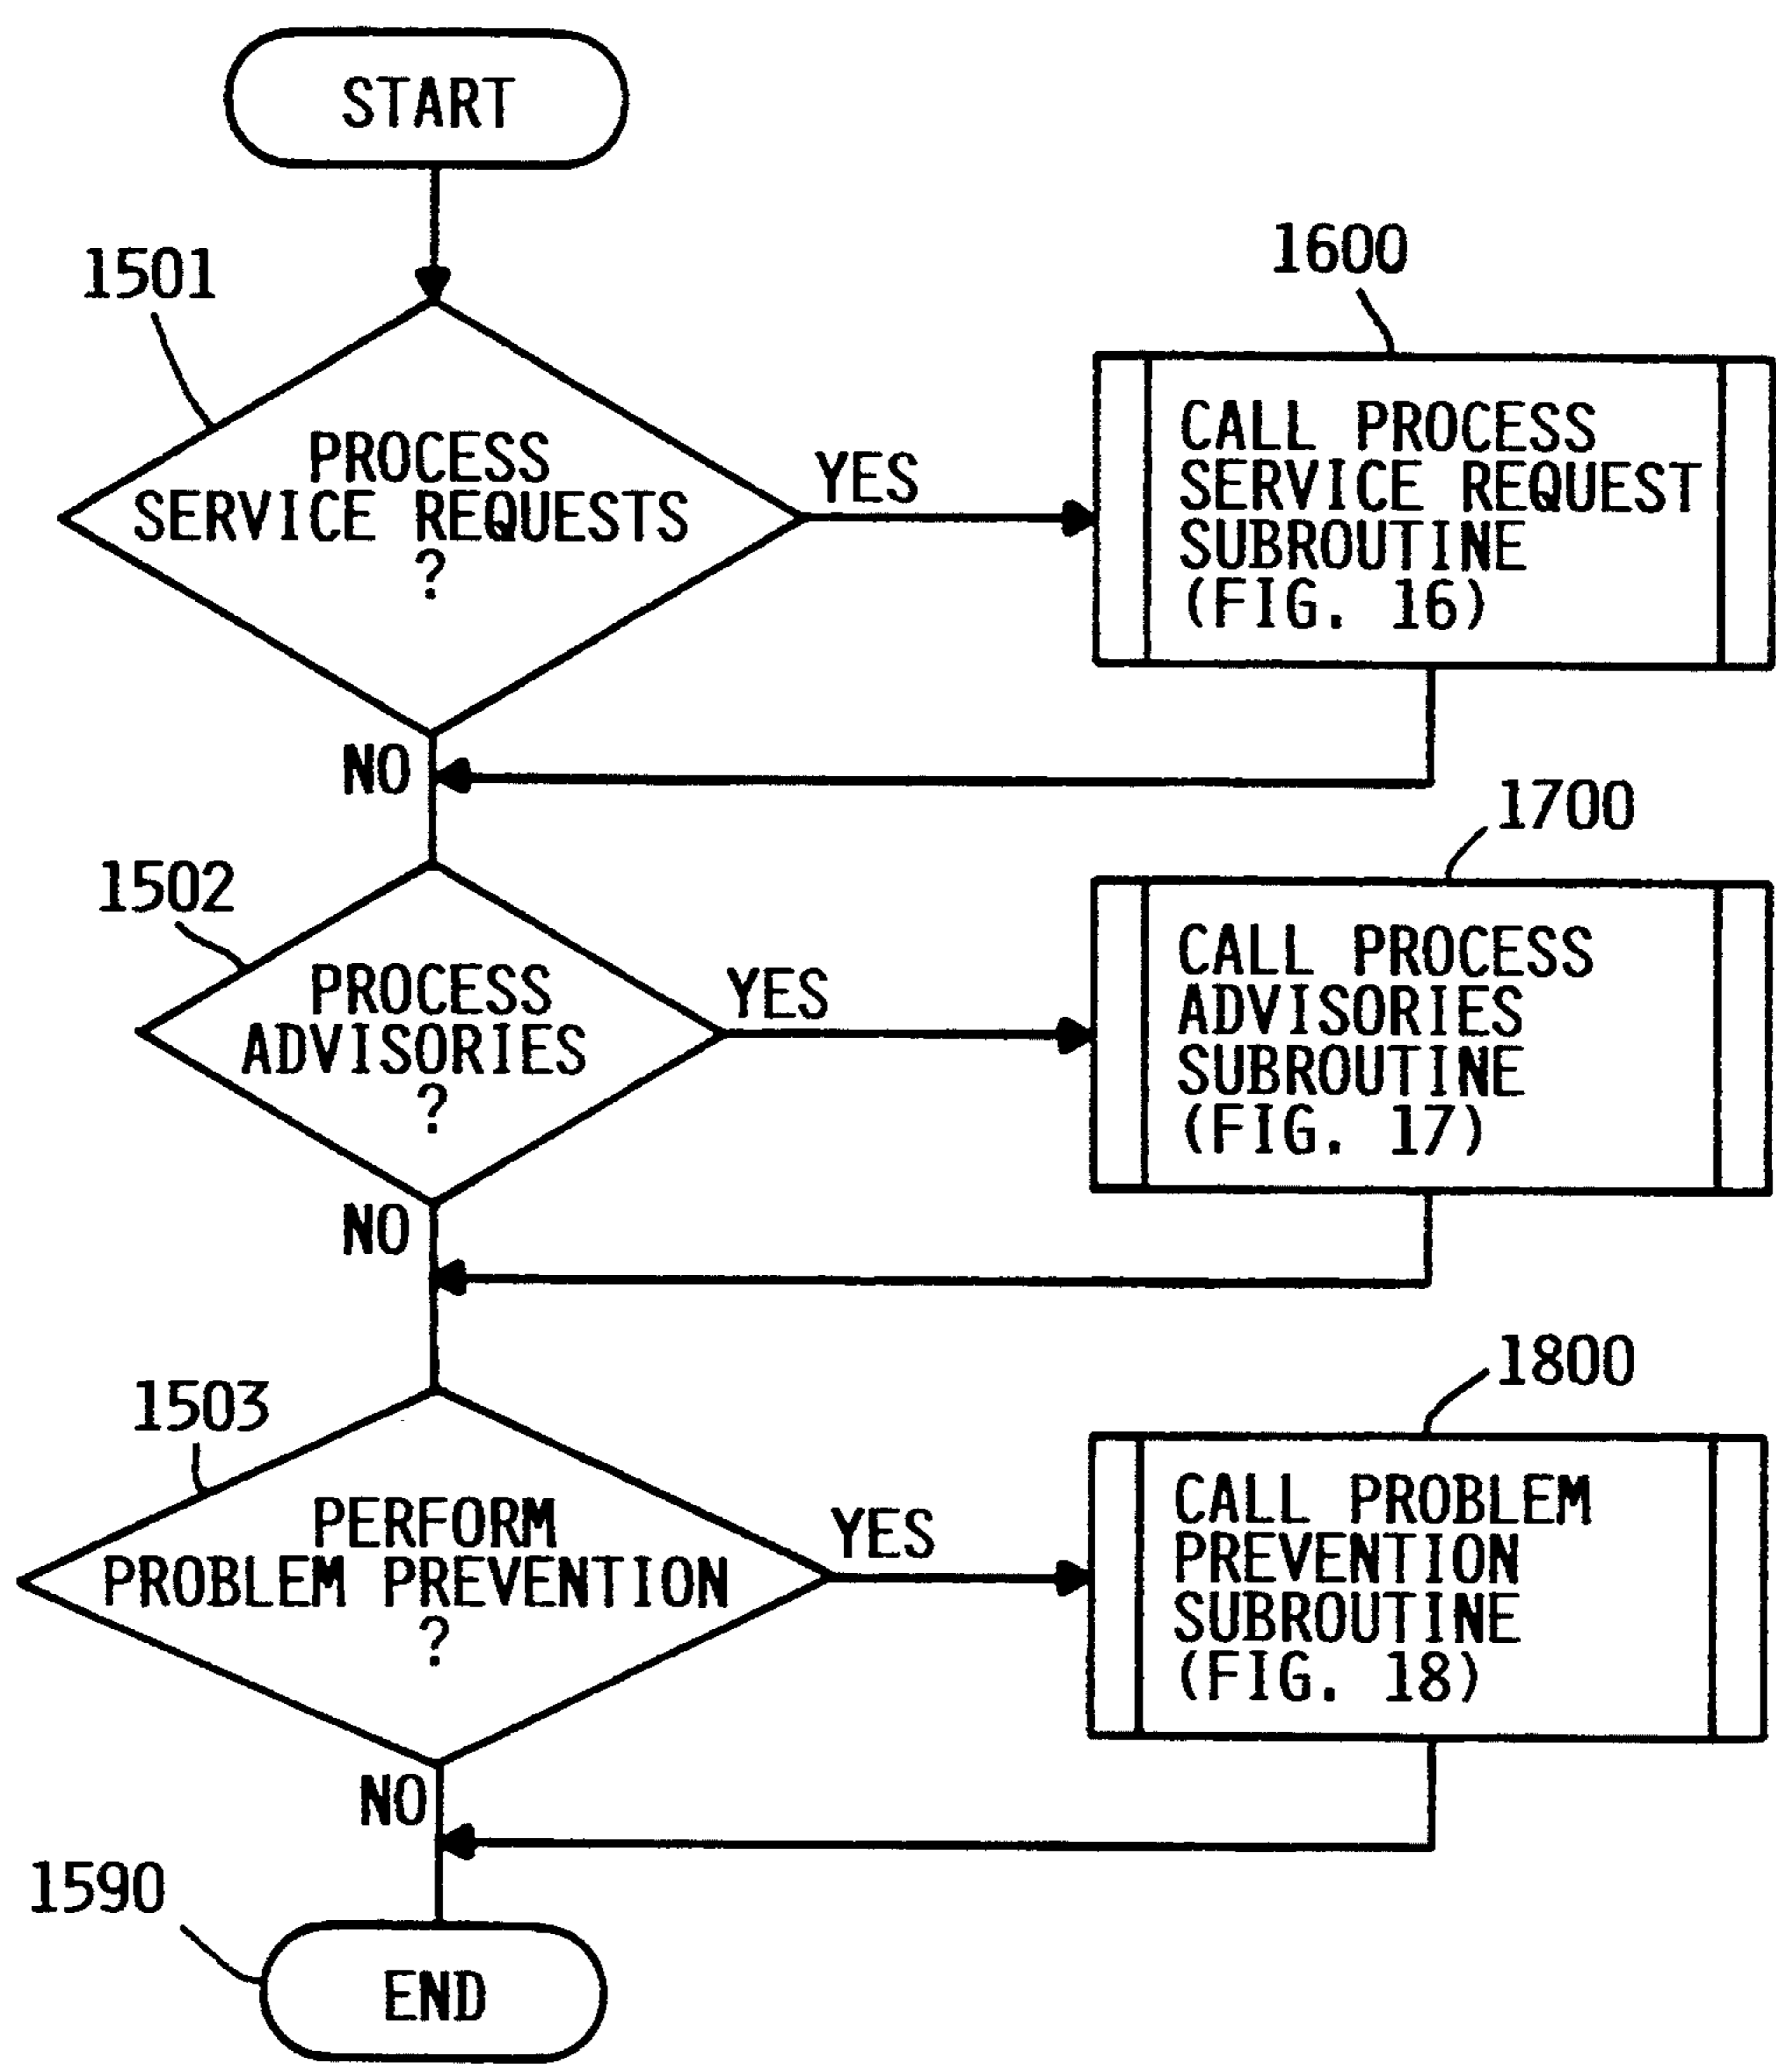 START
1501
PROCESS
SERVICE REQUESTS
?
YES
1600
CALL PROCESS
SERVICE REQUEST
SUBROUTINE
(FIG. 16)
NO
1502
PROCESS
ADVISORIES
?
YES
1700
CALL PROCESS
ADVISORIES
SUBROUTINE
(FIG. 17)
NO
1503
PERFORM
PROBLEM PREVENTION
?
YES
1800
CALL PROBLEM
PREVENTION
SUBROUTINE
(FIG. 18)
NO
1590
END